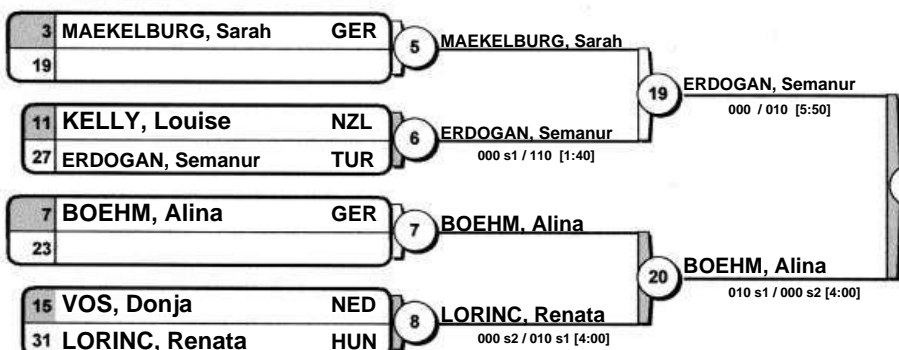 3 MAEKELBURG, Sarah GER
19
5 MAEKELBURG, Sarah
11 KELLY, Louise NZL
27 ERDOGAN, Semanur TUR
6 ERDOGAN, Semanur
000 s1 / 110 [1:40]
19 ERDOGAN, Semanur
000 / 010 [5:50]
7 BOEHM, Alina GER
23
7 BOEHM, Alina
15 VOS, Donja NED
31 LORINC, Renata HUN
8 LORINC, Renata
000 s2 / 010 s1 [4:00]
20 BOEHM, Alina
010 s1 / 000 s2 [4:00]